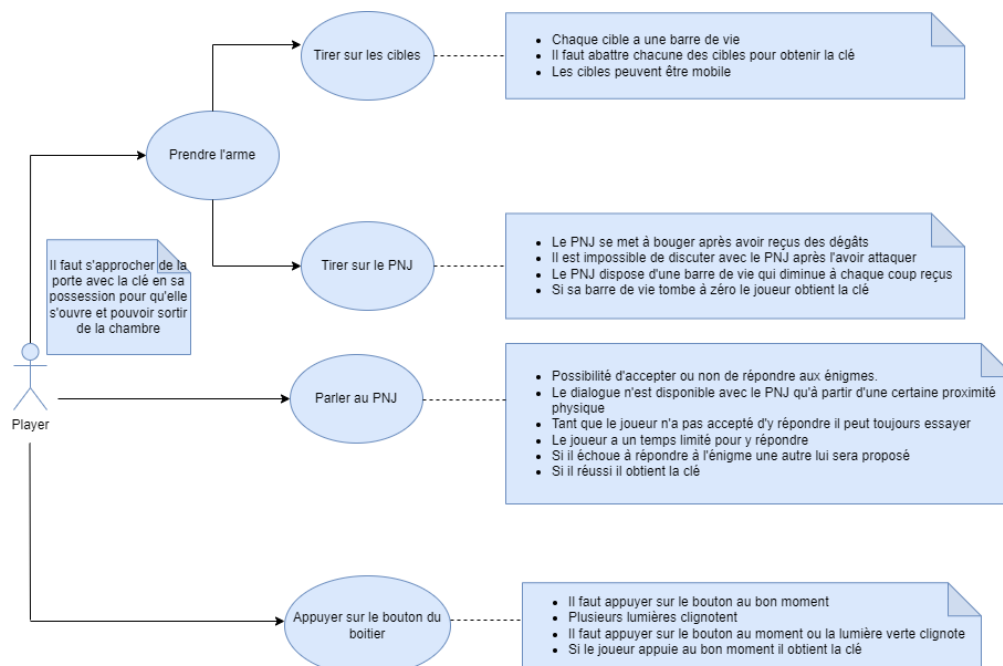 Tirer sur les cibles
Chaque cible a une barre de vie
Il faut abattre chacune des cibles pour obtenir la clé
Les cibles peuvent être mobile
Prendre l'arme
Tirer sur le PNJ
Le PNJ se met à bouger après avoir reçus des dégâts
Il est impossible de discuter avec le PNJ après l'avoir attaquer
Le PNJ dispose d'une barre de vie qui diminue à chaque coup reçus
Si sa barre de vie tombe à zéro le joueur obtient la clé
Il faut s'approcher de la
porte avec la clé en sa
possession pour qu'elle
s'ouvre et pouvoir sortir
de la chambre
Player
Parler au PNJ
Possibilité d'accepter ou non de répondre aux énigmes.
Le dialogue n'est disponible avec le PNJ qu'à partir d'une certaine proximité
physique
Tant que le joueur n'a pas accepté d'y répondre il peut toujours essayer
Le joueur a un temps limité pour y répondre
Si il échoue à répondre à l'énigme une autre lui sera proposé
Si il réussi il obtient la clé
Appuyer sur le bouton du
boitier
Il faut appuyer sur le bouton au bon moment
Plusieurs lumières clignotent
Il faut appuyer sur le bouton au moment ou la lumière verte clignote
Si le joueur appuie au bon moment il obtient la clé